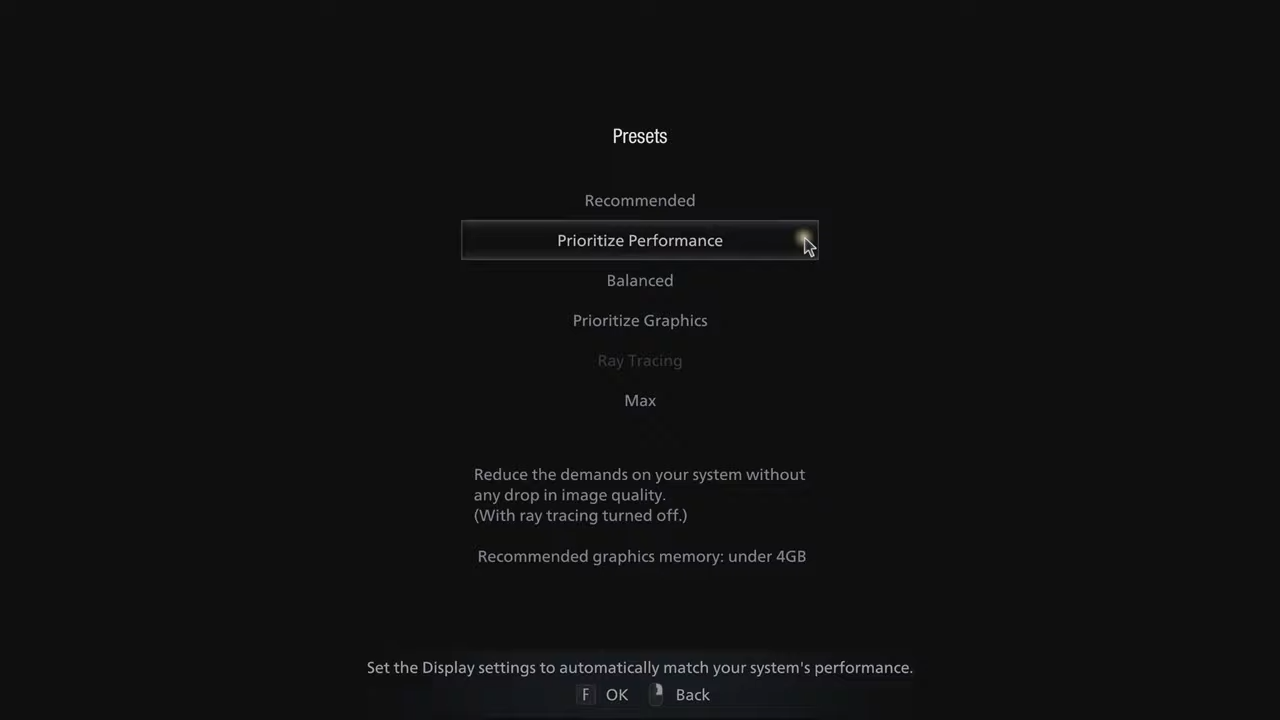 Presets
Recommended
Prioritize Performance
Balanced
Prioritize Graphics
Ray Tracing
Max
Reduce the demands on your system without
any drop in image quality.
(With ray tracing turned off.)
Recommended graphics memory: under 4GB
Set the Display settings to automatically match your system's performance.
F OK Back